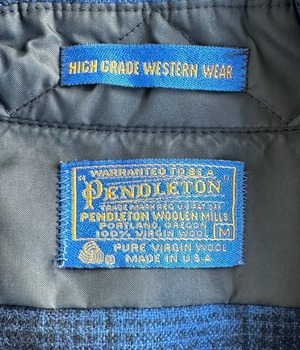 HIGH GRADE WESTERN WEAR
"WARRANTED TO BE A
"PENDLETON"
TRADE MARK REG. U.S. PAT. OFF.
PENDLETON WOOLEN MILLS
PORTLAND, OREGON
100% VIRGIN WOOL M
PURE VIRGIN WOOL
MADE IN U.S.A.